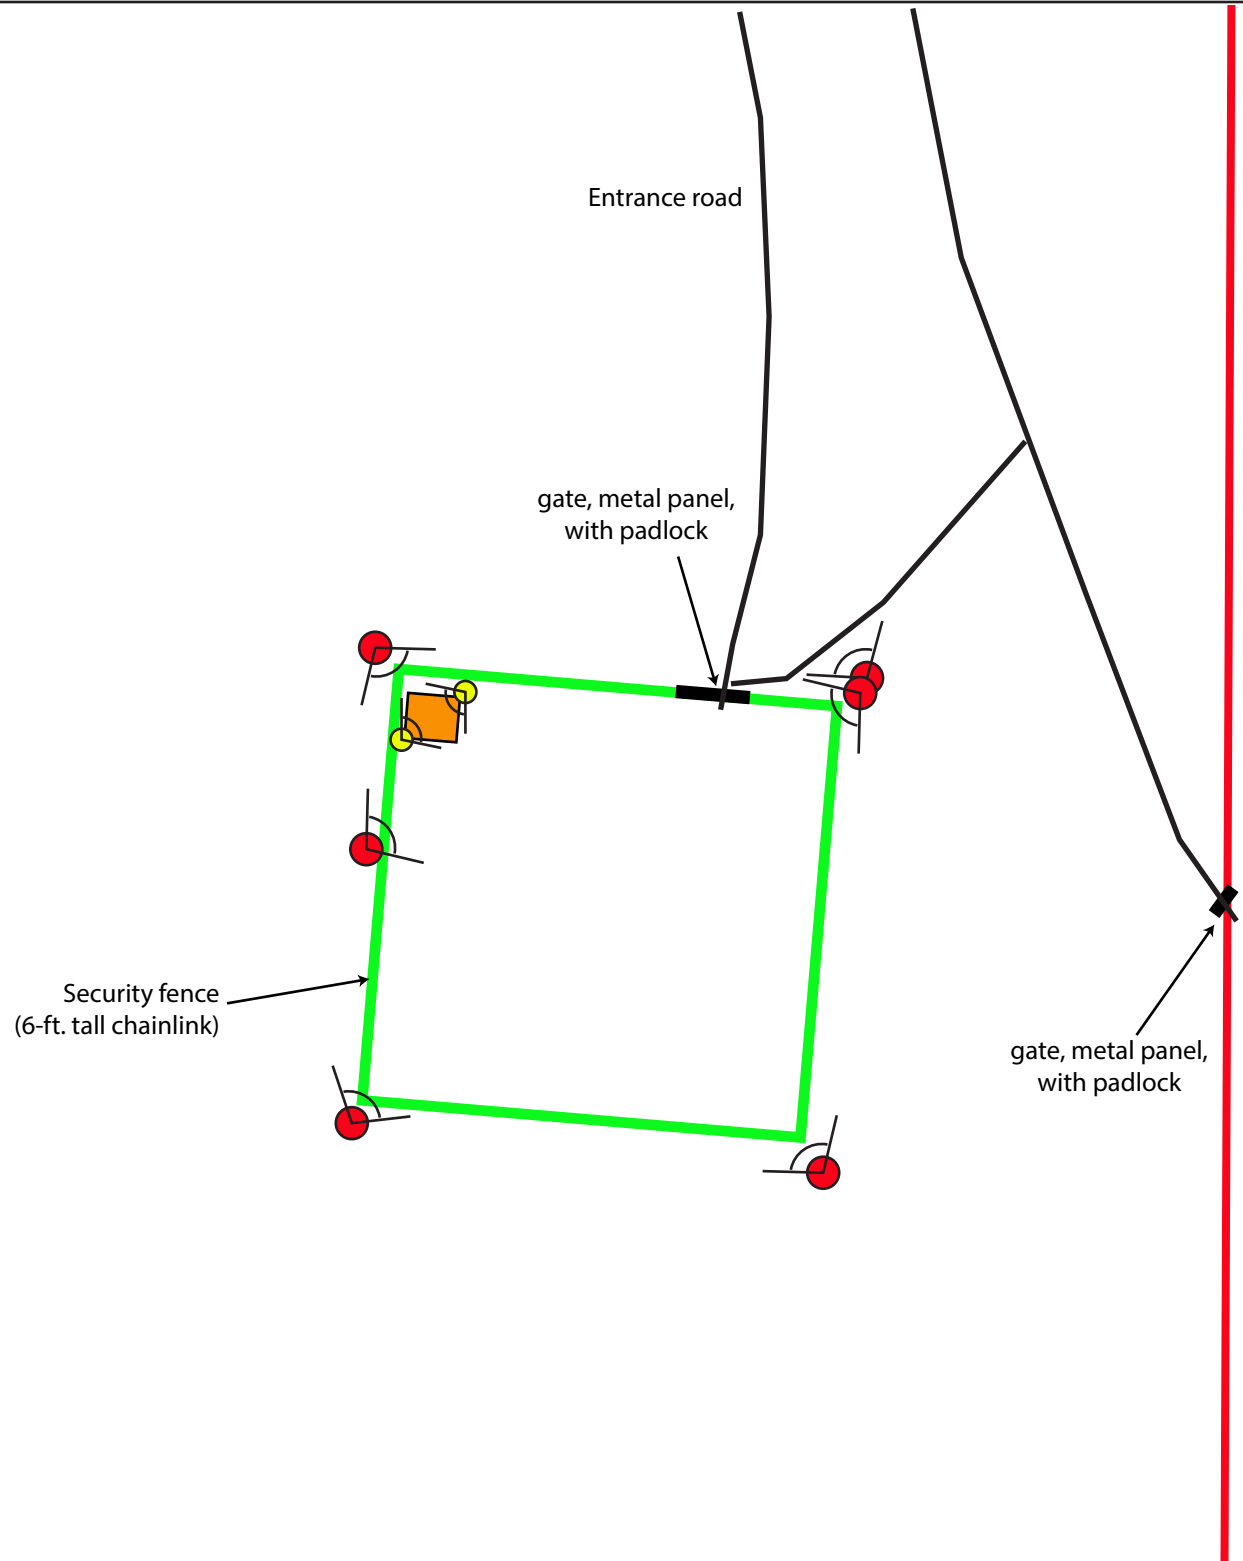 Entrance road
gate, metal panel,
with padlock
Security fence
(6-ft. tall chainlink)
gate, metal panel,
with padlock